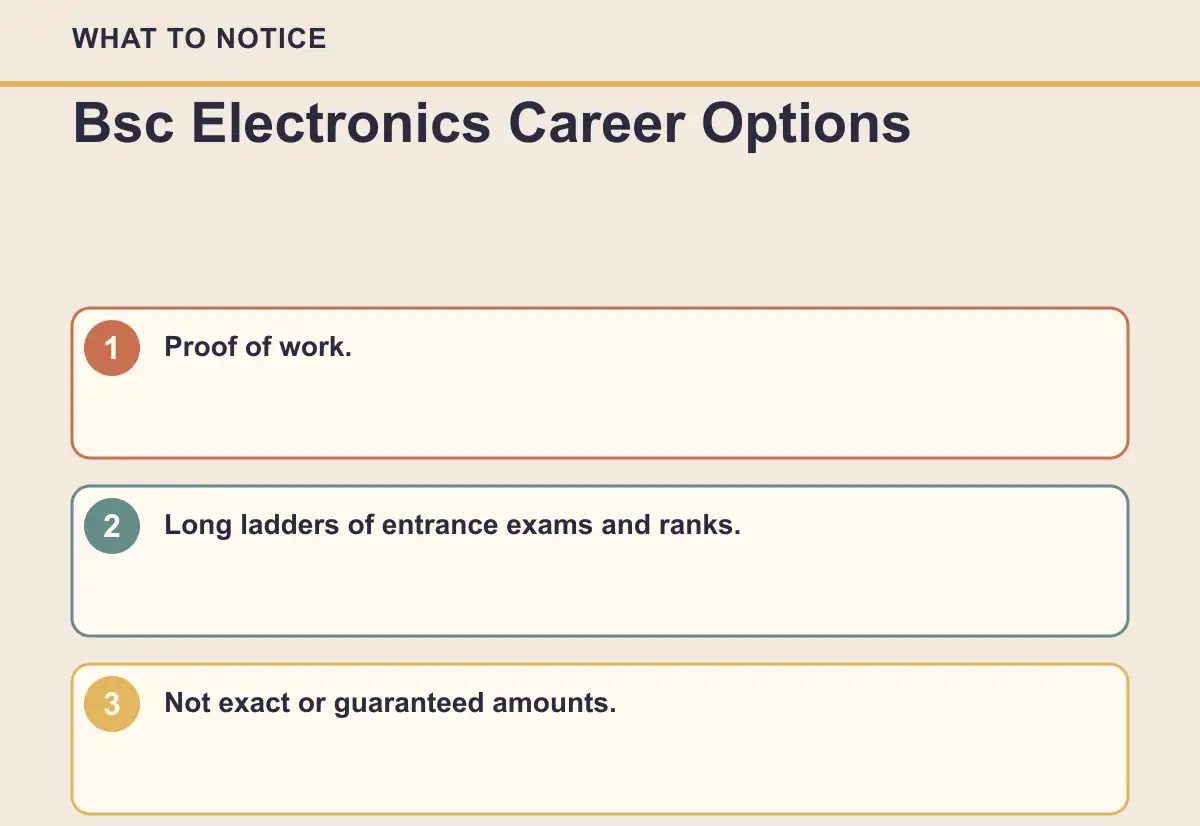 WHAT TO NOTICE
Bsc Electronics Career Options
1
Proof of work.
2
Long ladders of entrance exams and ranks.
3
Not exact or guaranteed amounts.